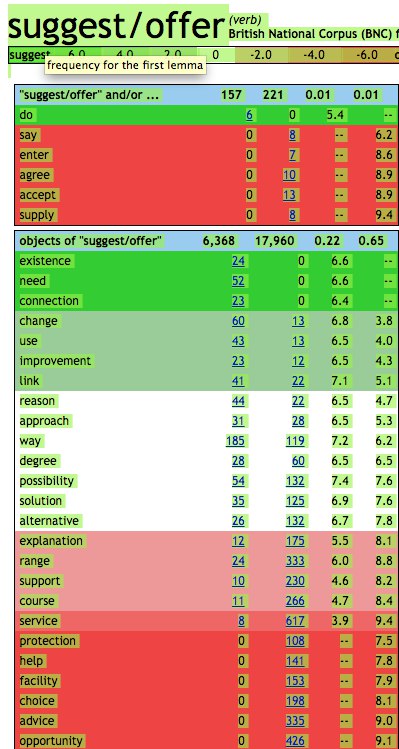 suggest/offer (verb)
British National Corpus (BNC) f
suggest 6.0 4.0 2.0 0 -2.0 -4.0 -6.0
frequency for the first lemma
"suggest/offer" and/or ... 157 221 0.01 0.01
do 6 0 5.4 --
say 0 8 -- 6.2
enter 0 7 -- 8.6
agree 0 10 -- 8.9
accept 0 13 -- 8.9
supply 0 8 -- 9.4
objects of "suggest/offer" 6,368 17,960 0.22 0.65
existence 24 0 6.6 --
need 52 0 6.6 --
connection 23 0 6.4 --
change 60 13 6.8 3.8
use 43 13 6.5 4.0
improvement 23 12 6.5 4.3
link 41 22 7.1 5.1
reason 44 22 6.5 4.7
approach 31 28 6.5 5.3
way 185 119 7.2 6.2
degree 28 60 6.5 6.5
possibility 54 132 7.4 7.6
solution 35 125 6.9 7.6
alternative 26 132 6.7 7.8
explanation 12 175 5.5 8.1
range 24 333 6.0 8.8
support 10 230 4.6 8.2
course 11 266 4.7 8.4
service 8 617 3.9 9.4
protection 0 108 -- 7.5
help 0 141 -- 7.8
facility 0 153 -- 7.9
choice 0 198 -- 8.1
advice 0 335 -- 9.0
opportunity 0 426 -- 9.1